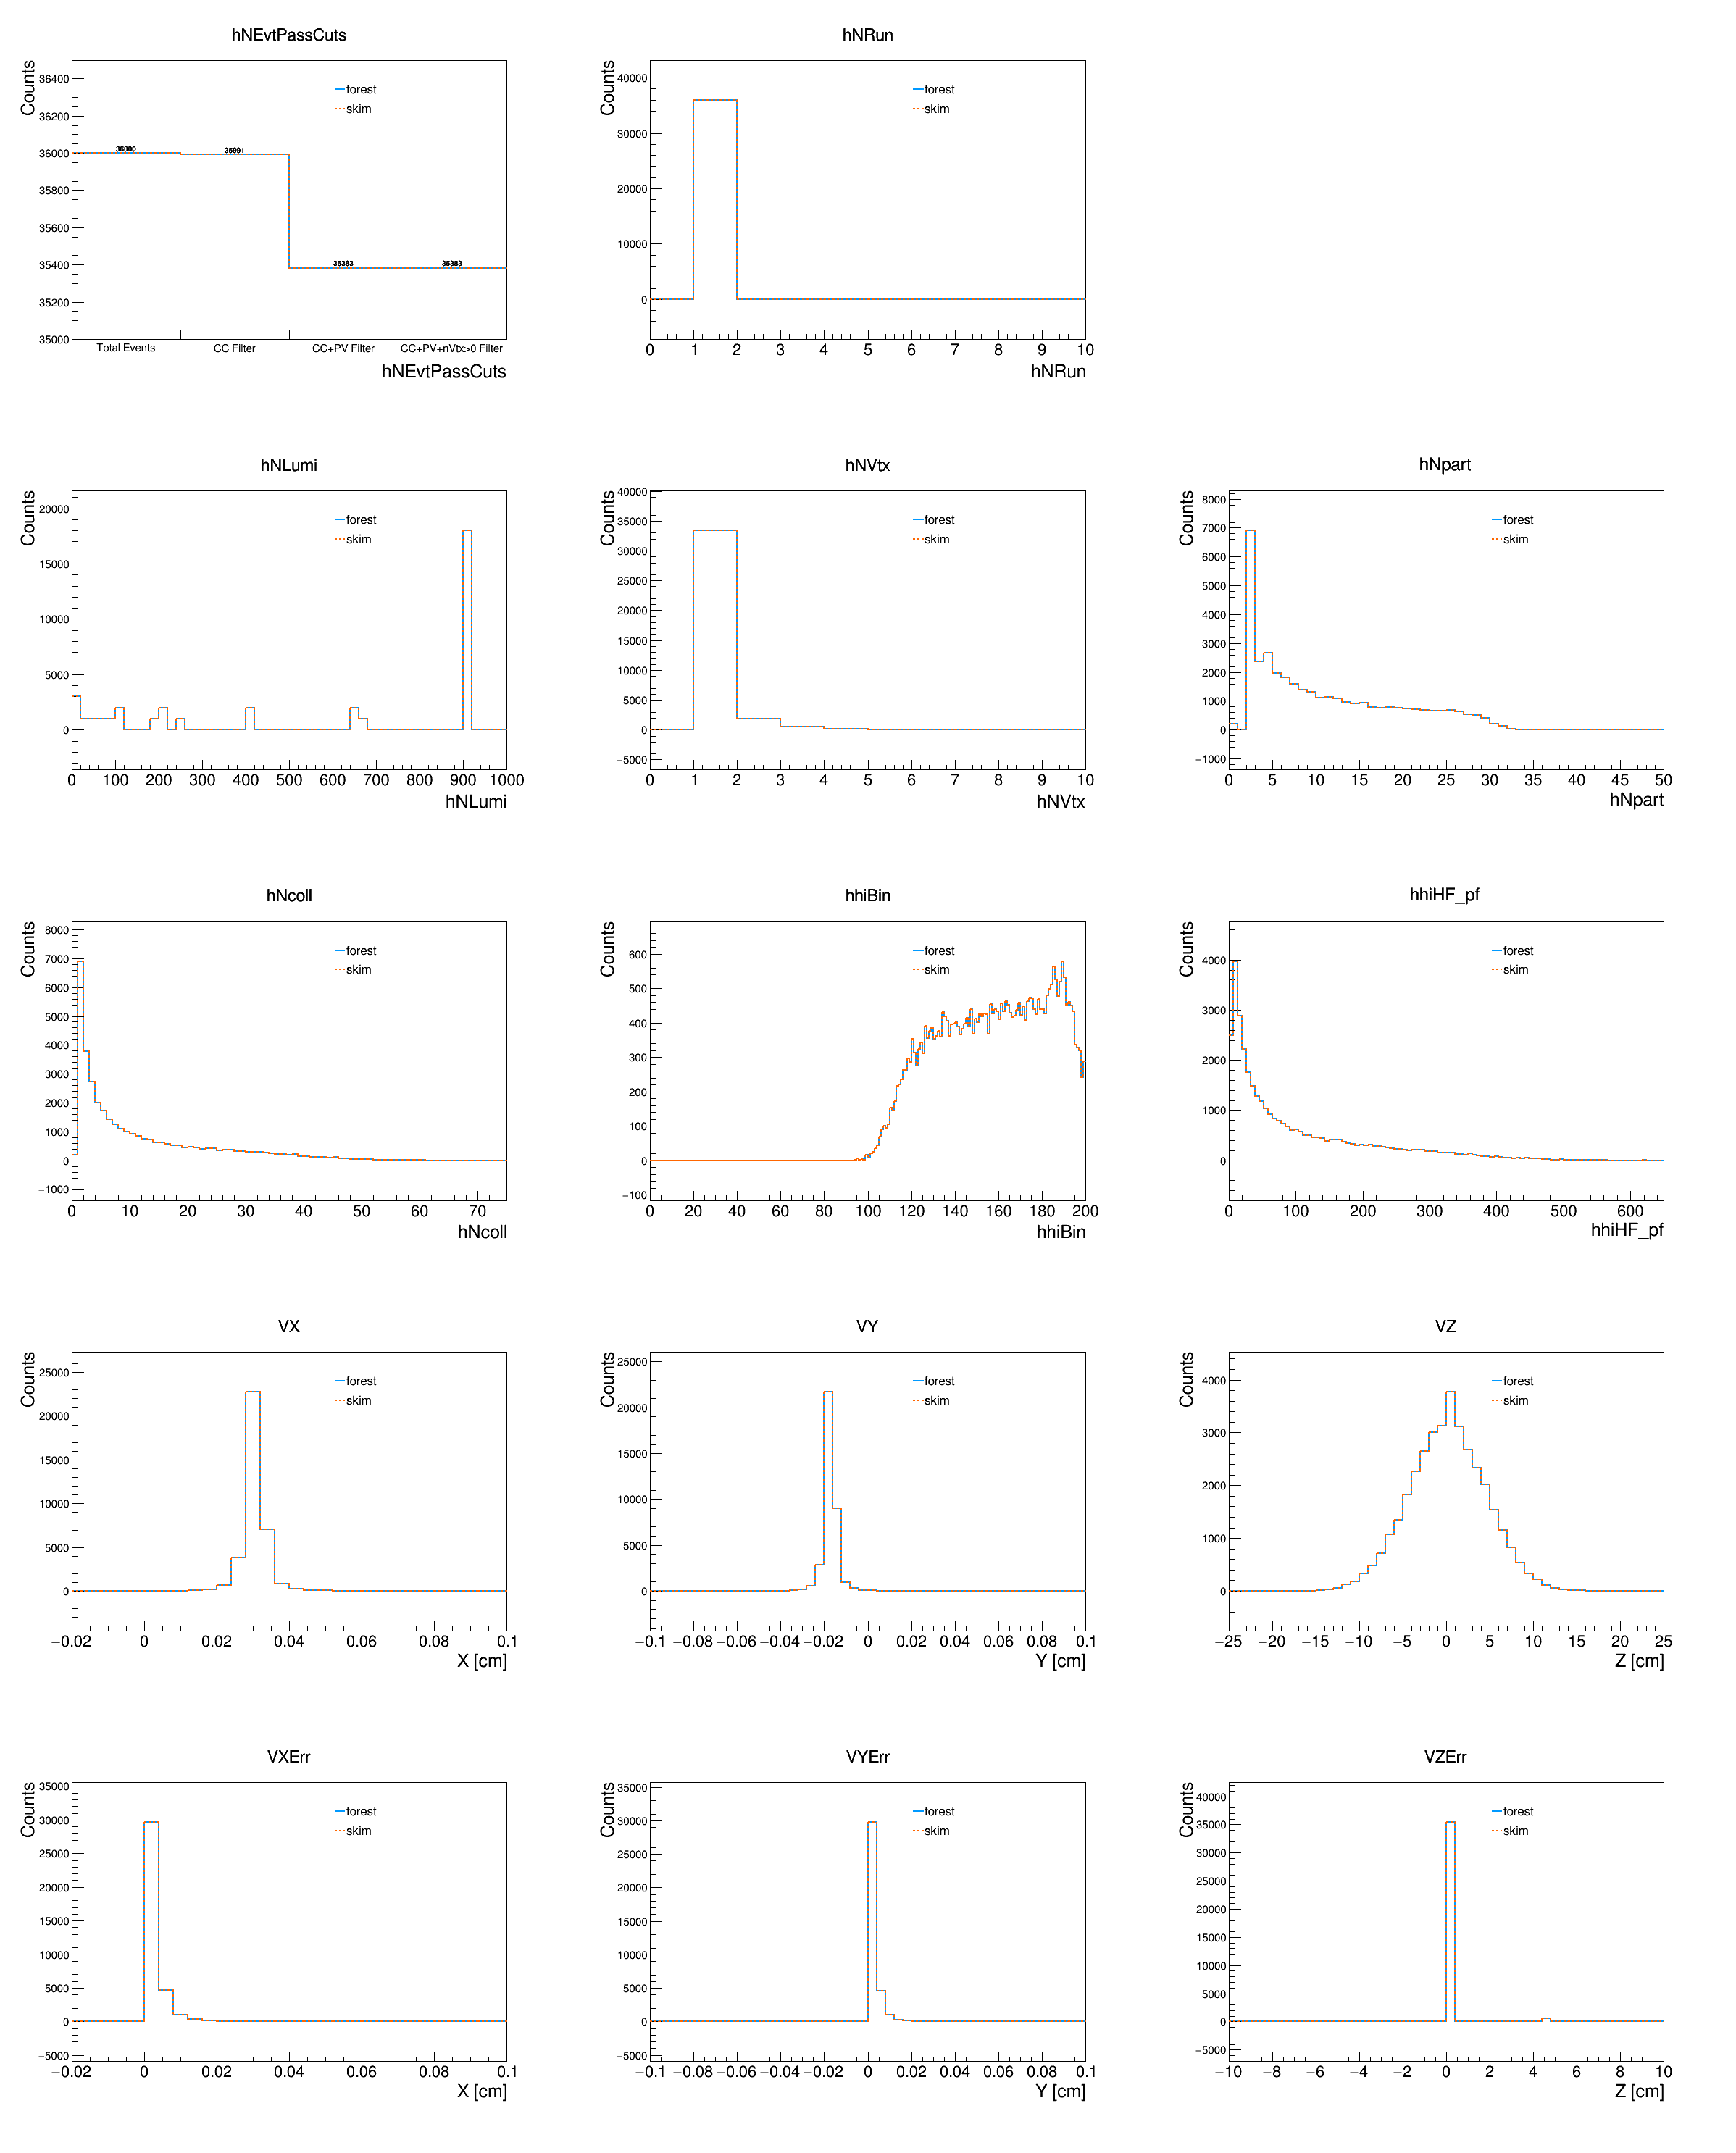 hNEvtPassCuts
Counts
36400
36200
36000
35800
35600
35400
35200
35000
forest
skim
36000
35991
35383
35383
Total Events
CC Filter
CC+PV Filter
CC+PV+nVtx>0 Filter
hNEvtPassCuts
hNRun
Counts
40000
30000
20000
10000
0
forest
skim
0 1 2 3 4 5 6 7 8 9 10
hNRun
hNLumi
Counts
20000
15000
10000
5000
0
forest
skim
0 100 200 300 400 500 600 700 800 900 1000
hNLumi
hNVtx
Counts
40000
35000
30000
25000
20000
15000
10000
5000
0
−5000
forest
skim
0 1 2 3 4 5 6 7 8 9 10
hNVtx
hNpart
Counts
8000
7000
6000
5000
4000
3000
2000
1000
0
−1000
forest
skim
0 5 10 15 20 25 30 35 40 45 50
hNpart
hNcoll
Counts
8000
7000
6000
5000
4000
3000
2000
1000
0
−1000
forest
skim
0 10 20 30 40 50 60 70
hNcoll
hhiBin
Counts
600
500
400
300
200
100
0
−100
forest
skim
0 20 40 60 80 100 120 140 160 180 200
hhiBin
hhiHF_pf
Counts
4000
3000
2000
1000
0
forest
skim
0 100 200 300 400 500 600
hhiHF_pf
VX
Counts
25000
20000
15000
10000
5000
0
forest
skim
−0.02 0 0.02 0.04 0.06 0.08 0.1
X [cm]
VY
Counts
25000
20000
15000
10000
5000
0
forest
skim
−0.1 −0.08 −0.06 −0.04 −0.02 0 0.02 0.04 0.06 0.08 0.1
Y [cm]
VZ
Counts
4000
3000
2000
1000
0
forest
skim
−25 −20 −15 −10 −5 0 5 10 15 20 25
Z [cm]
VXErr
Counts
35000
30000
25000
20000
15000
10000
5000
0
−5000
forest
skim
−0.02 0 0.02 0.04 0.06 0.08 0.1
X [cm]
VYErr
Counts
35000
30000
25000
20000
15000
10000
5000
0
−5000
forest
skim
−0.1 −0.08 −0.06 −0.04 −0.02 0 0.02 0.04 0.06 0.08 0.1
Y [cm]
VZErr
Counts
40000
35000
30000
25000
20000
15000
10000
5000
0
−5000
forest
skim
−10 −8 −6 −4 −2 0 2 4 6 8 10
Z [cm]